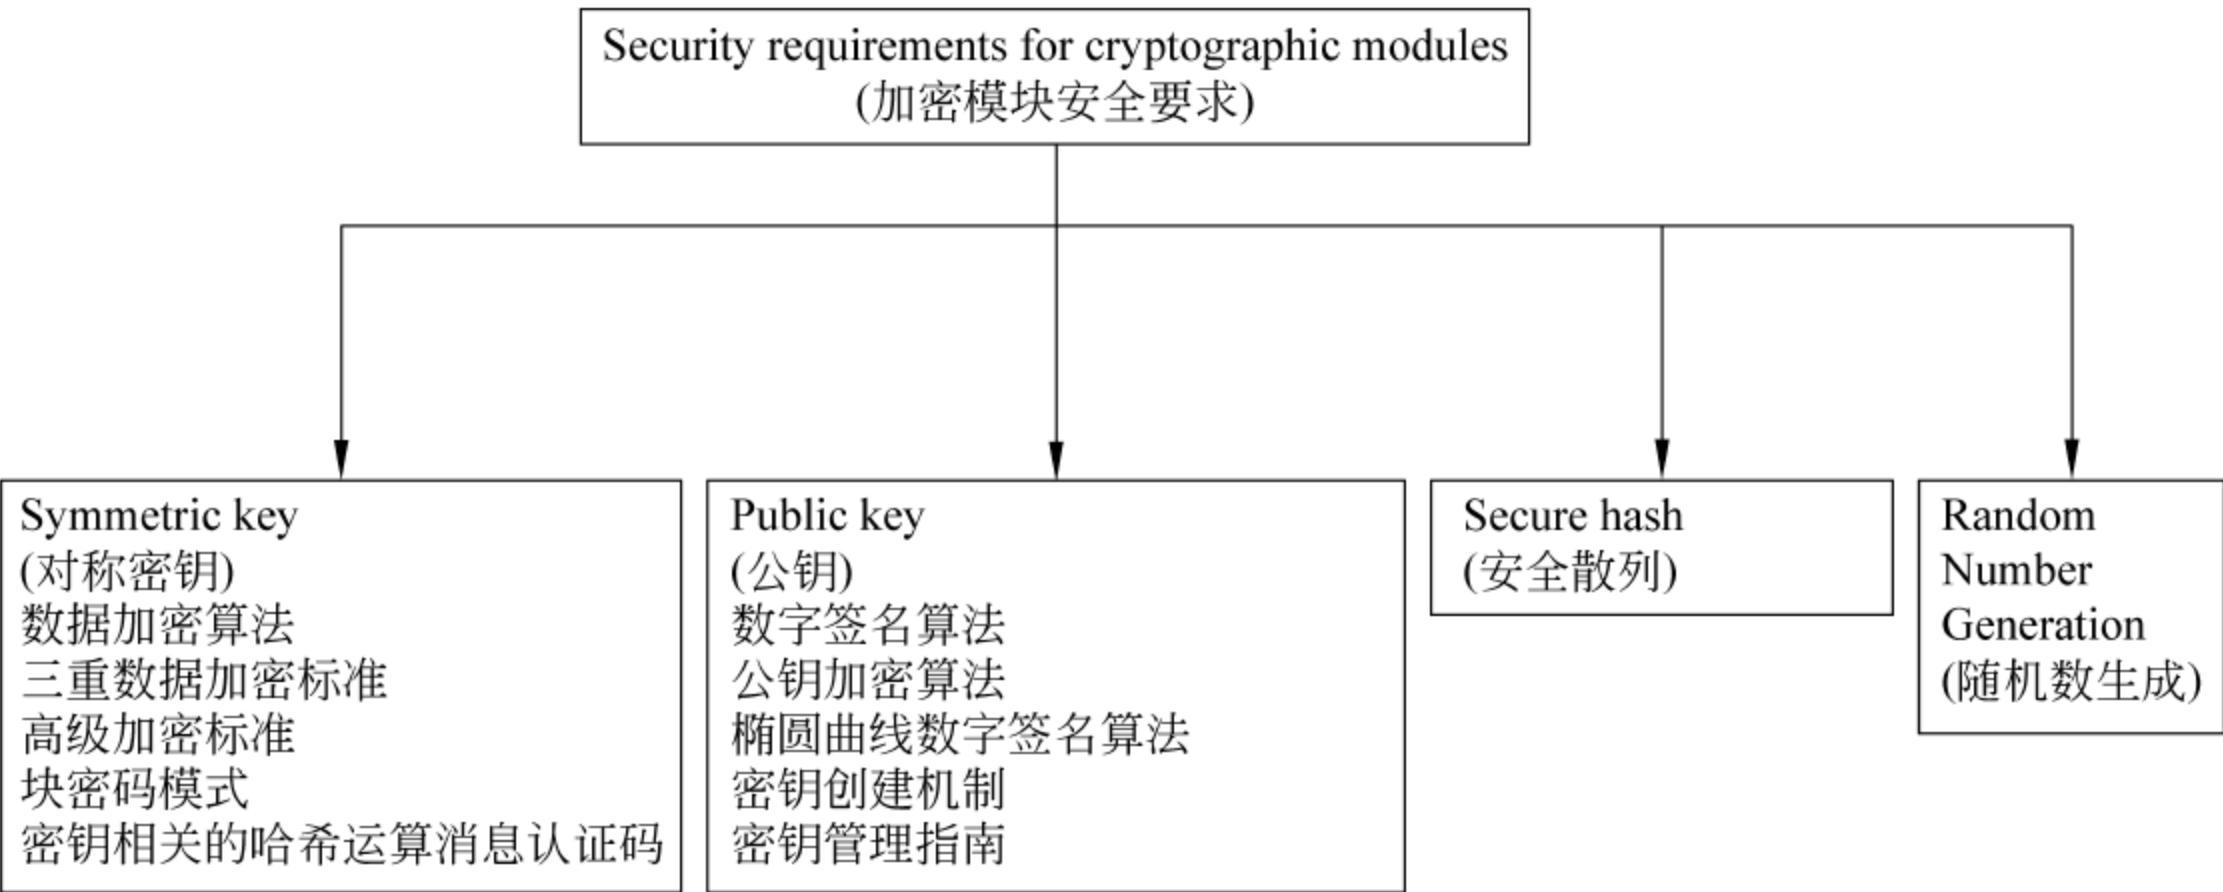 Security requirements for cryptographic modules
(加密模块安全要求)
Symmetric key
(对称密钥)
数据加密算法
三重数据加密标准
高级加密标准
块密码模式
密钥相关的哈希运算消息认证码
Public key
(公钥)
数字签名算法
公钥加密算法
椭圆曲线数字签名算法
密钥创建机制
密钥管理指南
Secure hash
(安全散列)
Random
Number
Generation
(随机数生成)